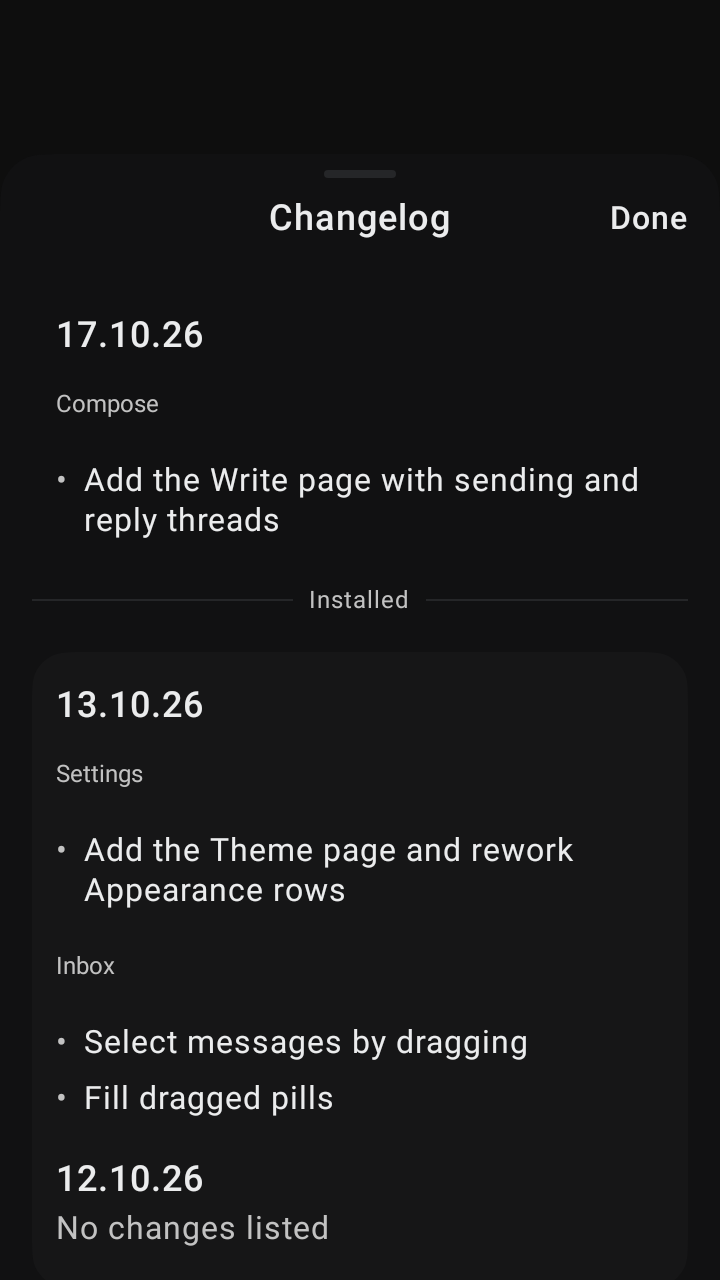 Changelog
Done
17.10.26
Compose
• Add the Write page with sending and
reply threads
Installed
13.10.26
Settings
• Add the Theme page and rework
Appearance rows
Inbox
• Select messages by dragging
• Fill dragged pills
12.10.26
No changes listed